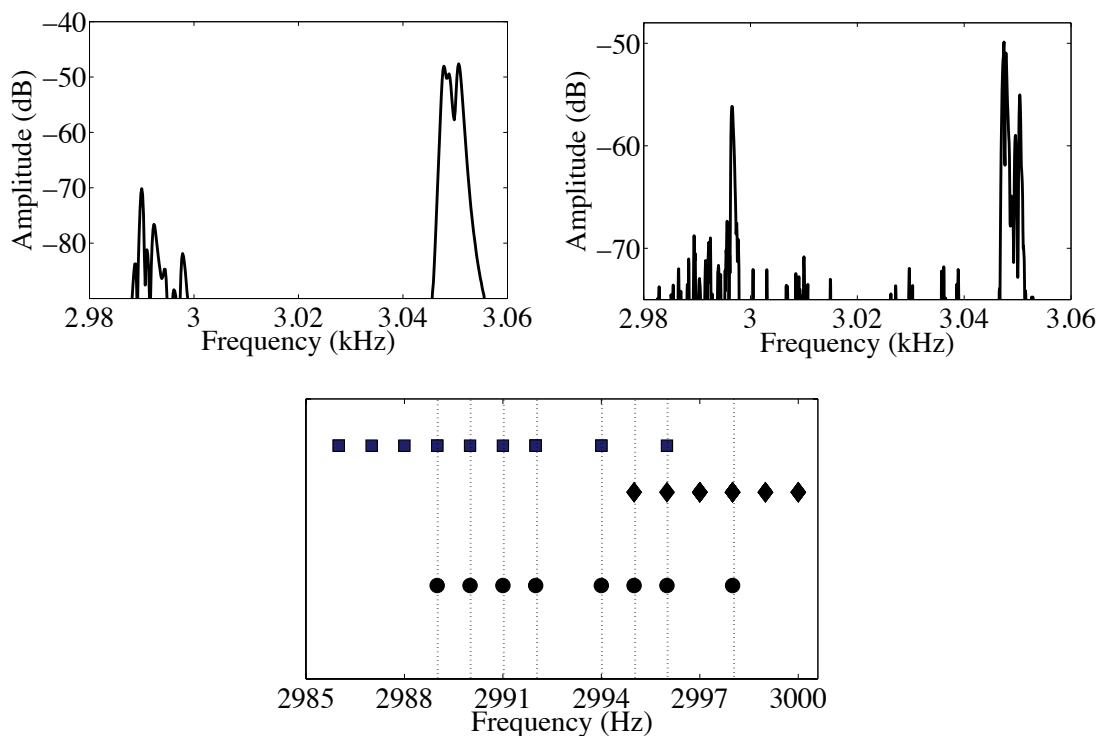 −40
−50
−60
−70
−80
Amplitude (dB)
2.98 3 3.02 3.04 3.06
Frequency (kHz)
−50
−60
−70
Amplitude (dB)
2.98 3 3.02 3.04 3.06
Frequency (kHz)
2985 2988 2991 2994 2997 3000
Frequency (Hz)